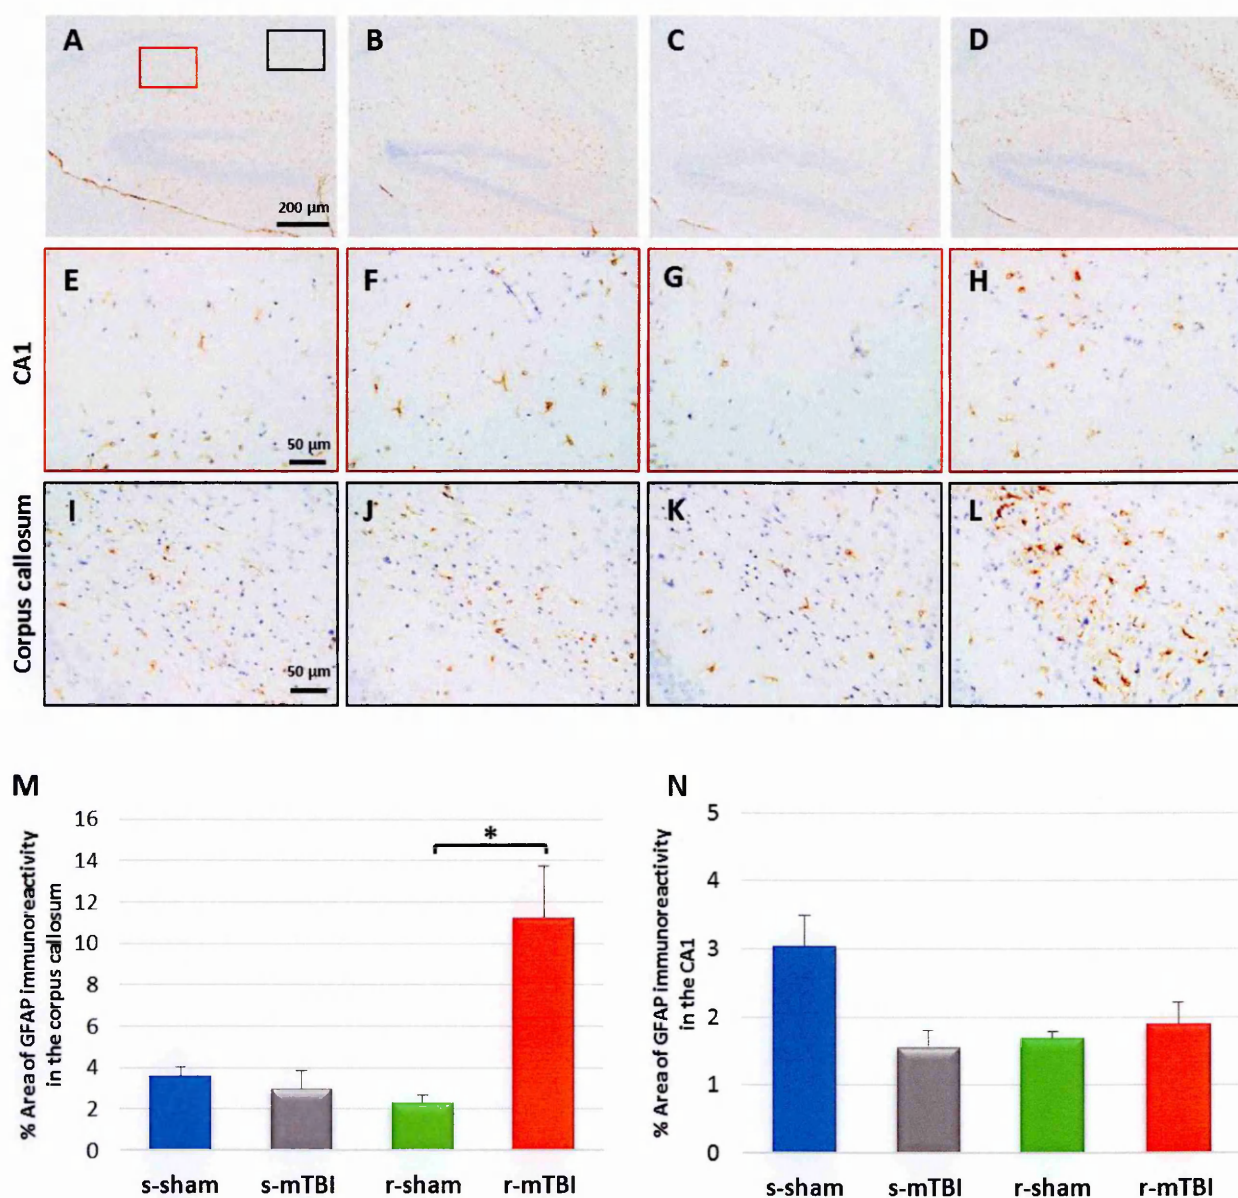 A B C D
200 µm
CA1
E F G H
50 µm
Corpus callosum
I J K L
50 µm
M
% Area of GFAP immunoreactivity
in the corpus callosum
16
14
12
10
8
6
4
2
0
*
s-sham s-mTBI r-sham r-mTBI
N
% Area of GFAP immunoreactivity
in the CA1
5
4
3
2
1
0
s-sham s-mTBI r-sham r-mTBI